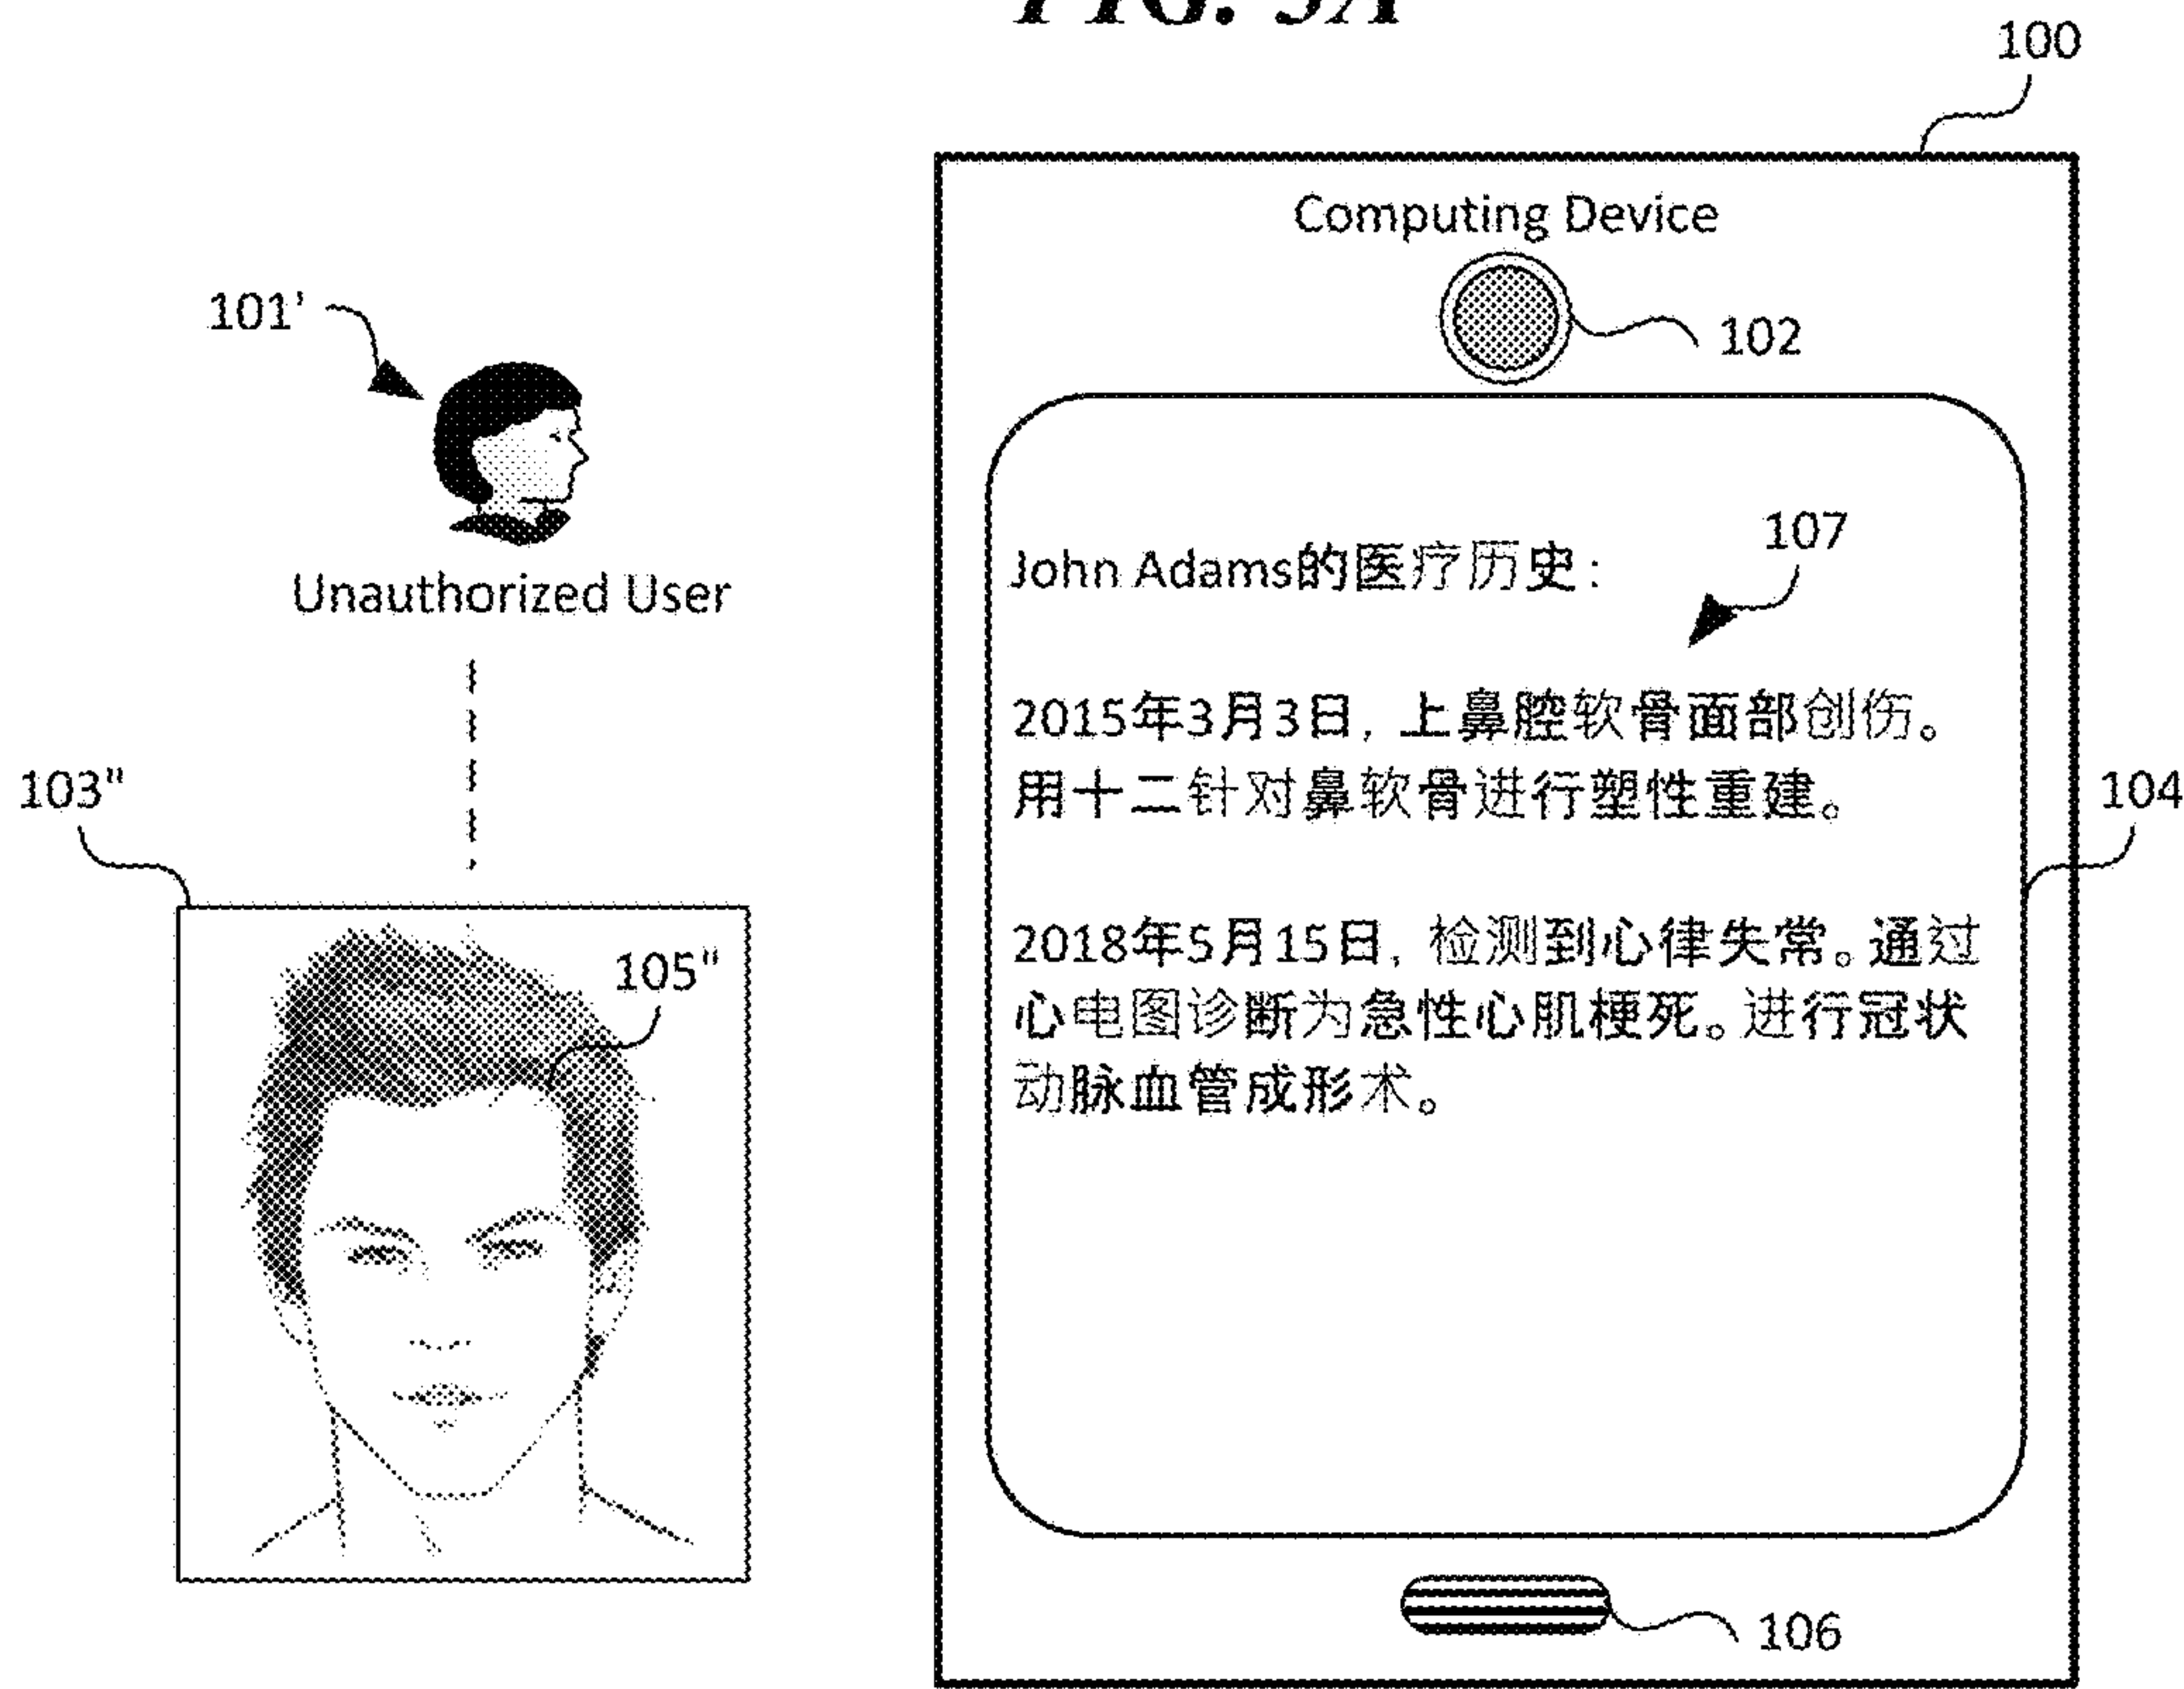 FIG. 3A
100
Computing Device
101'
102
Unauthorized User
107
John Adams的医疗历史:
2015年3月3日, 上鼻腔软骨面部创伤。
用十二针对鼻软骨进行塑性重建。
103"
104
2018年5月15日, 检测到心律失常。通过
心电图诊断为急性心肌梗死。进行冠状
动脉血管成形术。
105"
106